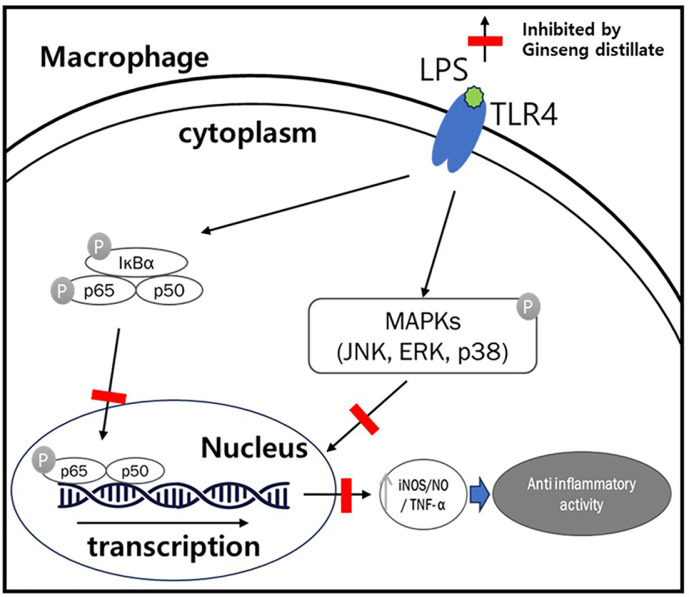 Inhibited by
Ginseng distillate
Macrophage
LPS
TLR4
cytoplasm
P
IκBα
P
p65
p50
P
MAPKs
(JNK, ERK, p38)
Nucleus
P
p65
p50
iNOS/NO
/ TNF-α
Anti inflammatory
activity
transcription